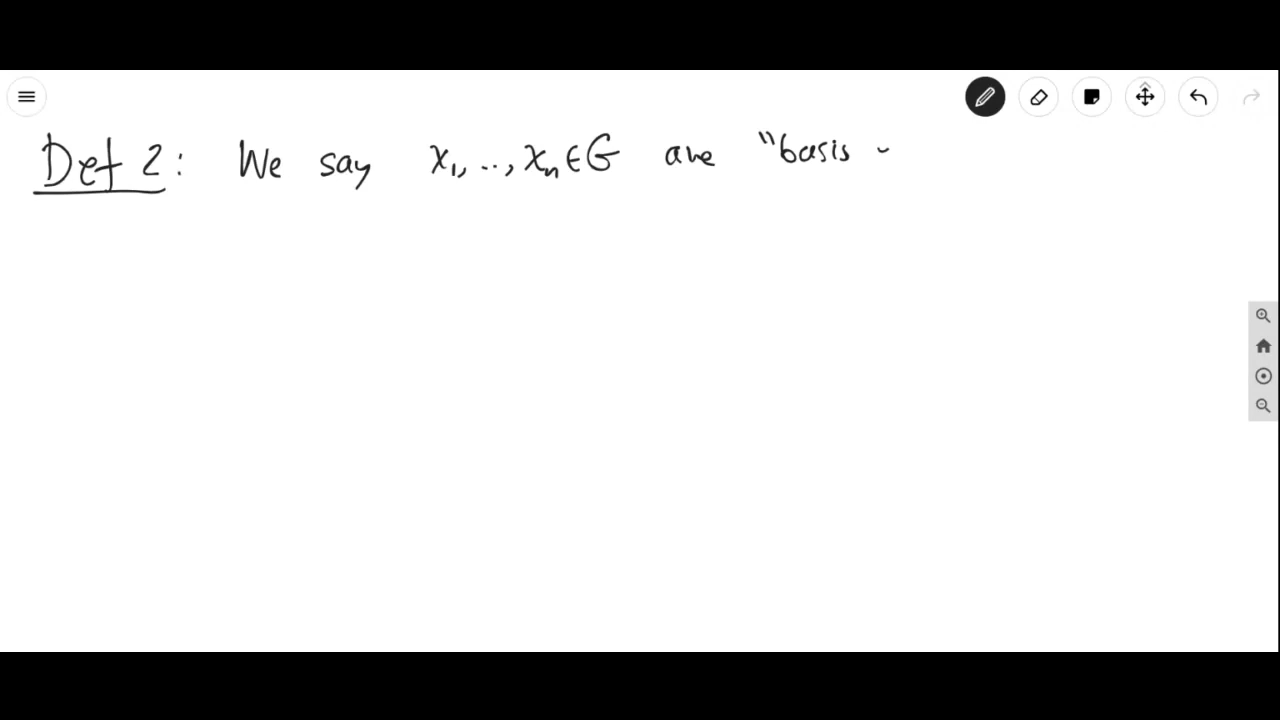 Def 2: We say x₁, .., xₙ ∈ G are "basis